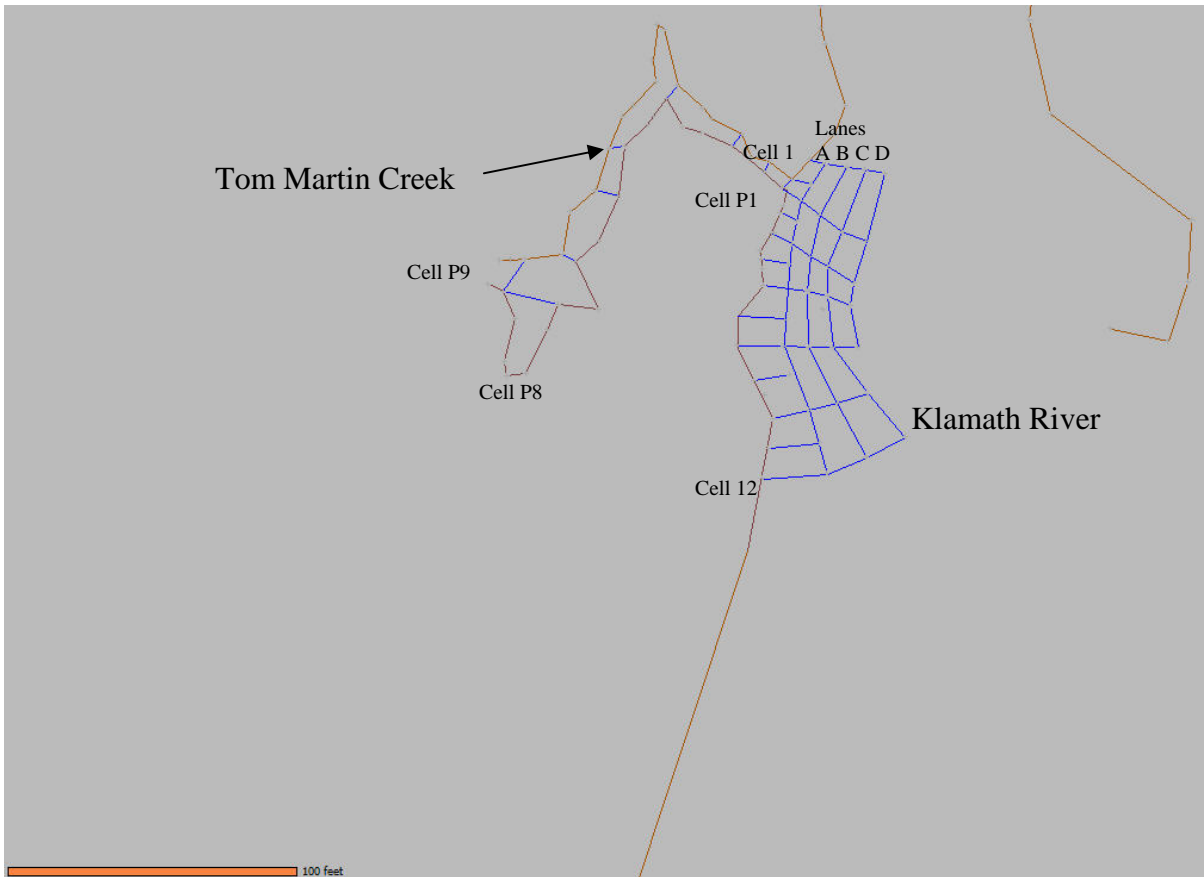 Lanes
Cell 1
A B C D
Tom Martin Creek
Cell P1
Cell P9
Cell P8
Klamath River
Cell 12
100 feet